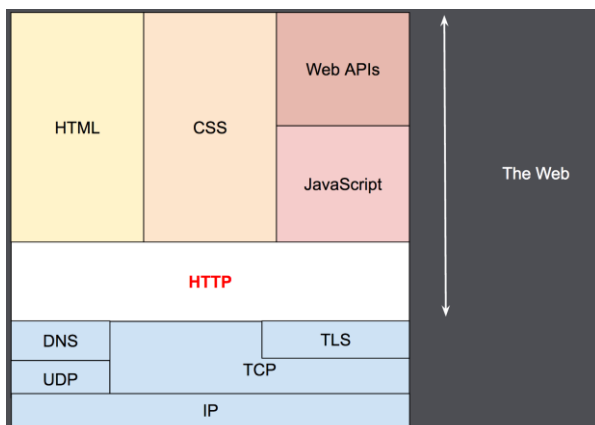 Web APIs
HTML
CSS
The Web
JavaScript
HTTP
DNS
TLS
TCP
UDP
IP